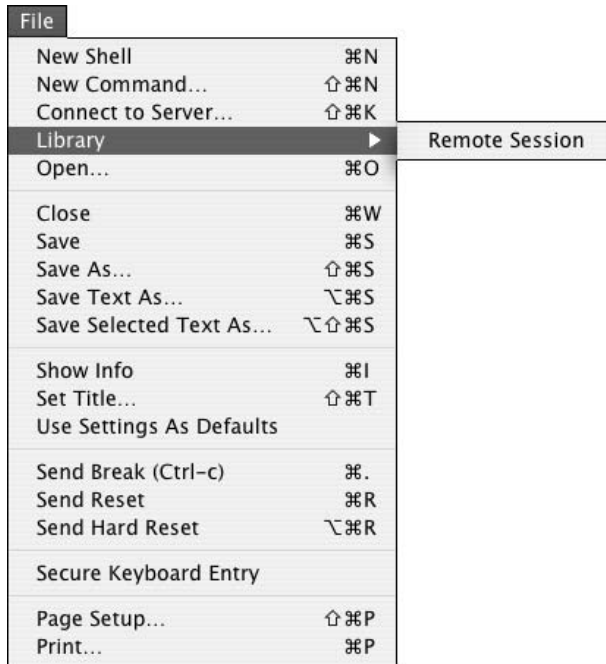 File
New Shell ⌘N
New Command... ⇧⌘N
Connect to Server... ⇧⌘K
Library ▶ Remote Session
Open... ⌘O
Close ⌘W
Save ⌘S
Save As... ⇧⌘S
Save Text As... ⌥⌘S
Save Selected Text As... ⌥⇧⌘S
Show Info ⌘I
Set Title... ⇧⌘T
Use Settings As Defaults
Send Break (Ctrl-c) ⌘.
Send Reset ⌘R
Send Hard Reset ⌥⌘R
Secure Keyboard Entry
Page Setup... ⇧⌘P
Print... ⌘P